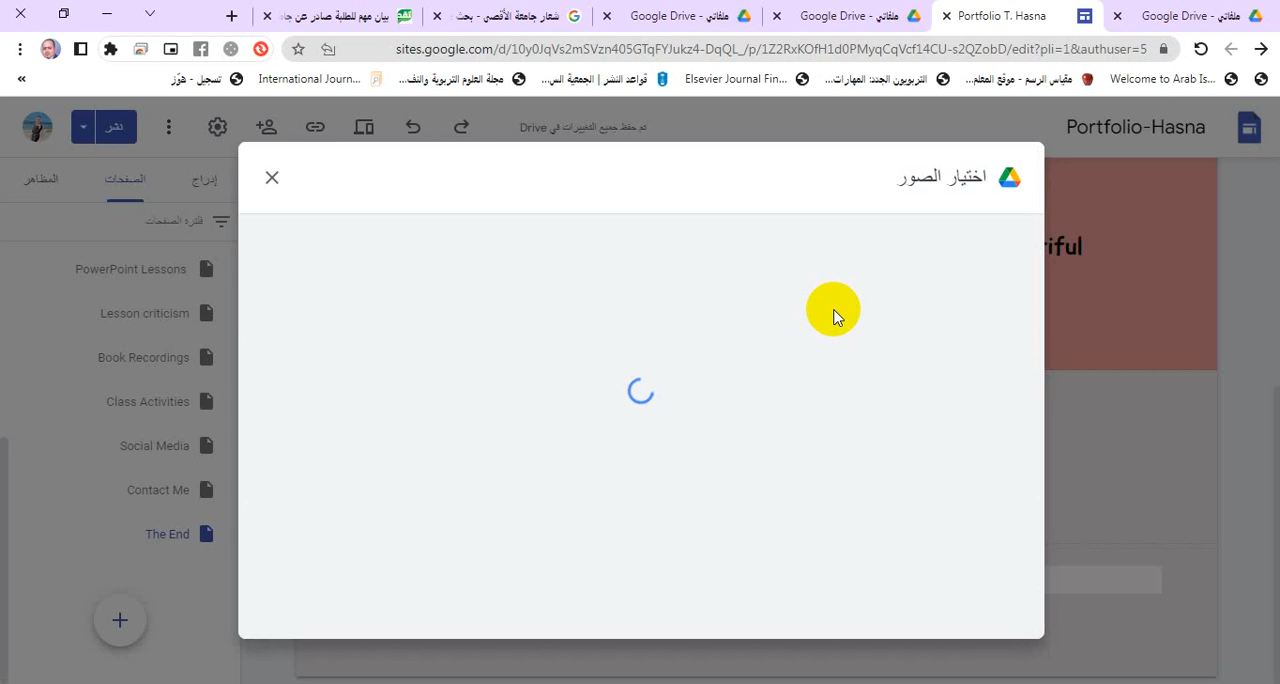 Google Drive - ملفاتي
Portfolio T. Hasna
Google Drive - ملفاتي
Google Drive - ملفاتي
شعار جامعة الأقصى - بحث
بيان مهم للطلبة صادر عن جا
sites.google.com/d/10y0JqVs2mSVzn405GTqFYJukz4-DqQL_/p/1Z2RxKOfH1d0PMyqCqVcf14CU-s2QZobD/edit?pli=1&authuser=5
Welcome to Arab Is...
مقياس الرسم - موقع المعلم...
التربويون الجدد: المهارات...
Elsevier Journal Fin...
قواعد النشر | الجمعية الس...
مجلة العلوم التربوية والنف...
International Journ...
تسجيل - هوّز
»
Portfolio-Hasna
تم حفظ جميع التغييرات في Drive
نشر
اختيار الصور
إدراج
الصفحات
المظاهر
فلترة الصفحات
riful
PowerPoint Lessons
Lesson criticism
Book Recordings
Class Activities
Social Media
Contact Me
The End